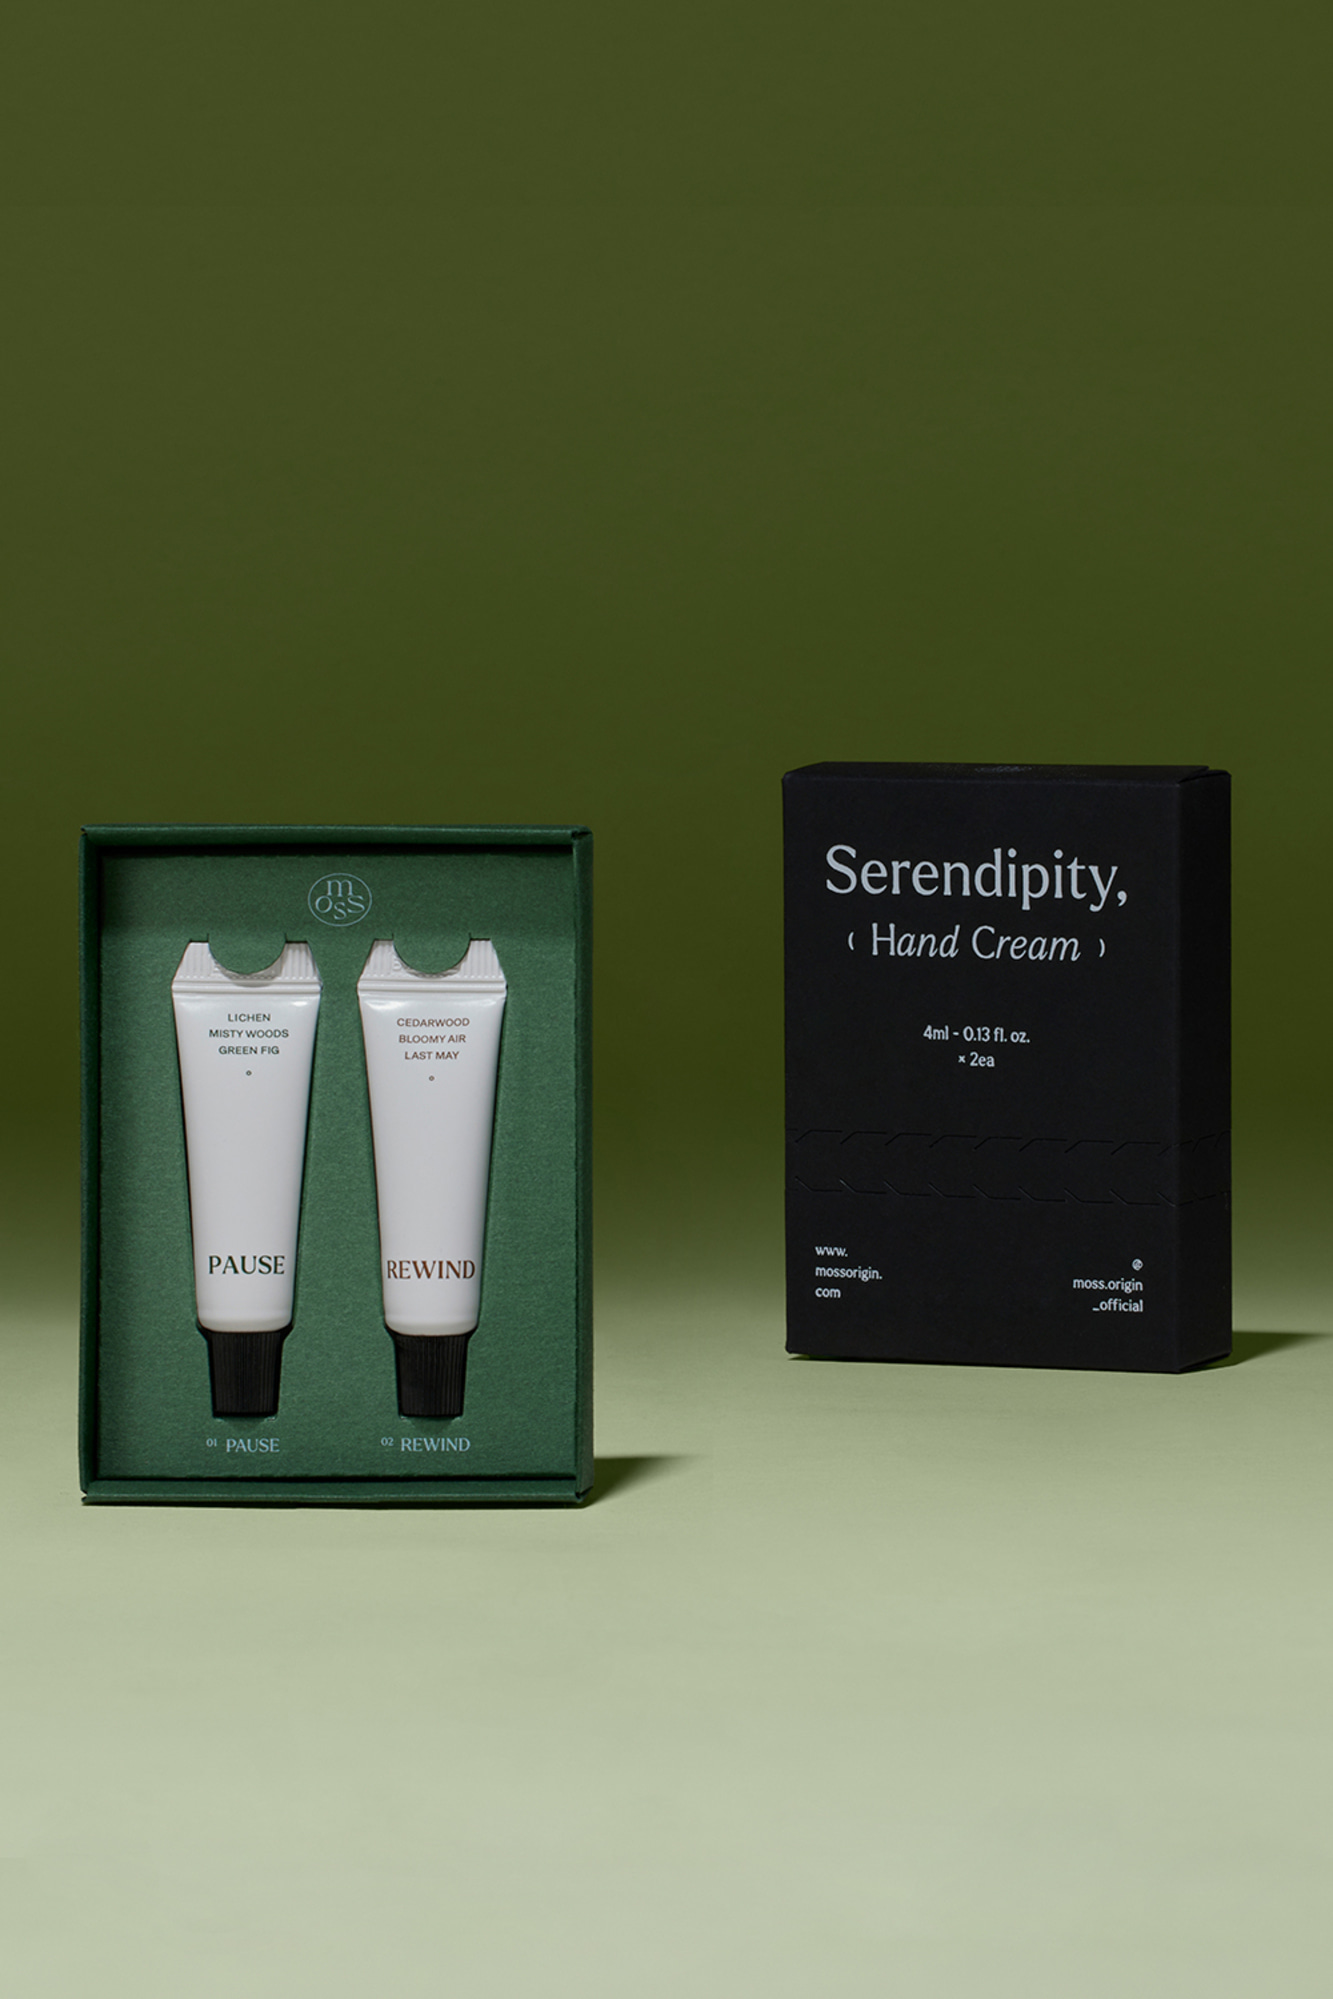 moss
LICHEN
MISTY WOODS
GREEN FIG
PAUSE
01 PAUSE
CEDARWOOD
BLOOMY AIR
LAST MAY
REWIND
02 REWIND
Serendipity,
( Hand Cream )
4ml - 0.13 fl. oz.
× 2ea
www.
mossorigin.
com
@
moss.origin
_official